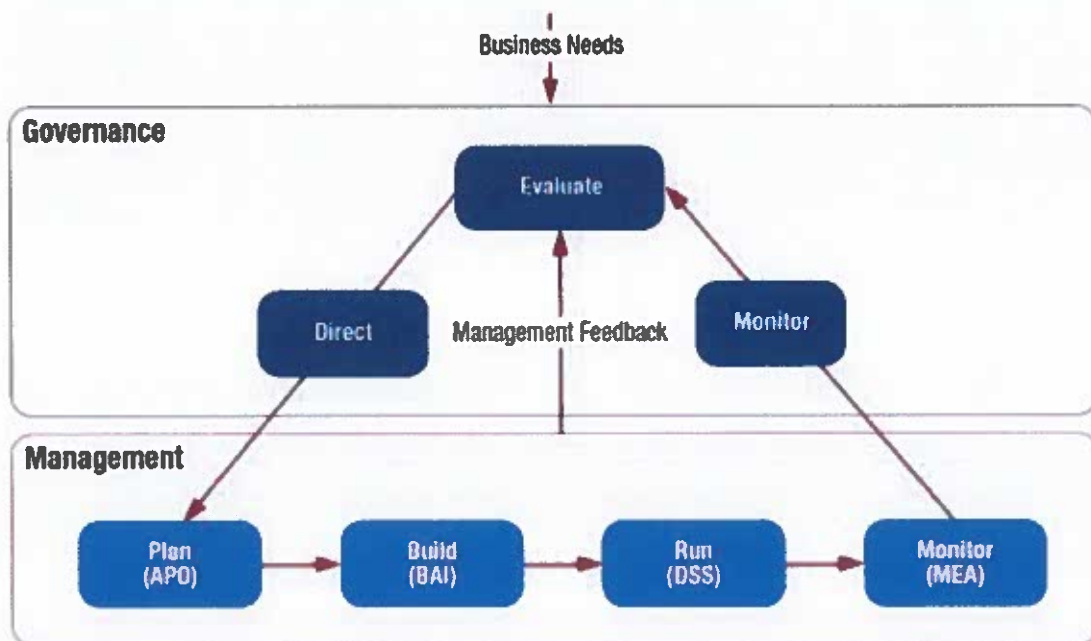 Business Needs
Governance
Evaluate
Direct
Management Feedback
Monitor
Management
Plan
(APO)
Build
(BAI)
Run
(DSS)
Monitor
(MEA)